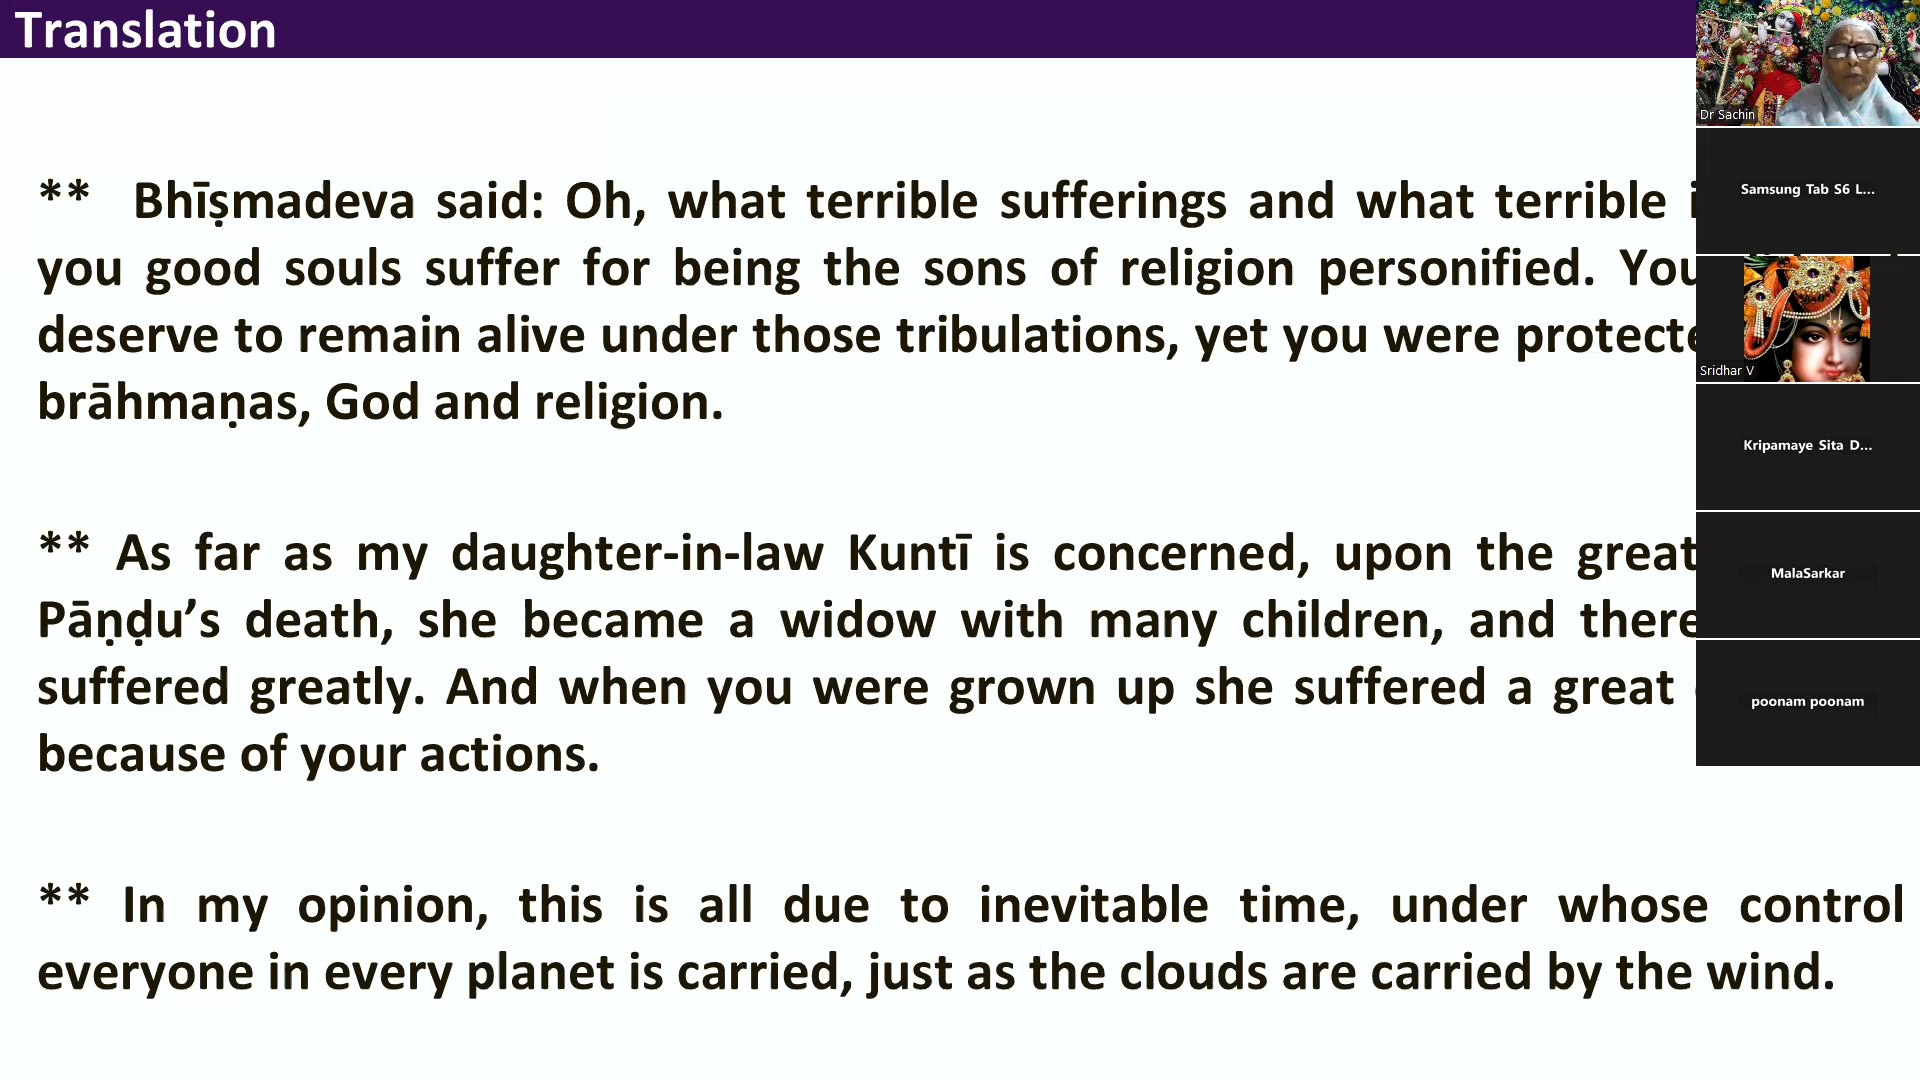 Translation
** Bhīṣmadeva said: Oh, what terrible sufferings and what terrible
you good souls suffer for being the sons of religion personified. You
deserve to remain alive under those tribulations, yet you were
brāhmaṇas, God and religion.
** As far as my daughter-in-law Kuntī is concerned, upon the great
Pāṇḍu’s death, she became a widow with many children, and
suffered greatly. And when you were grown up she suffered a great
because of your actions.
** In my opinion, this is all due to inevitable time, under whose control
everyone in every planet is carried, just as the clouds are carried by the wind.
Dr Sachin
Samsung Tab S6 L...
Sridhar V
Kripamaye Sita D...
MalaSarkar
poonam poonam